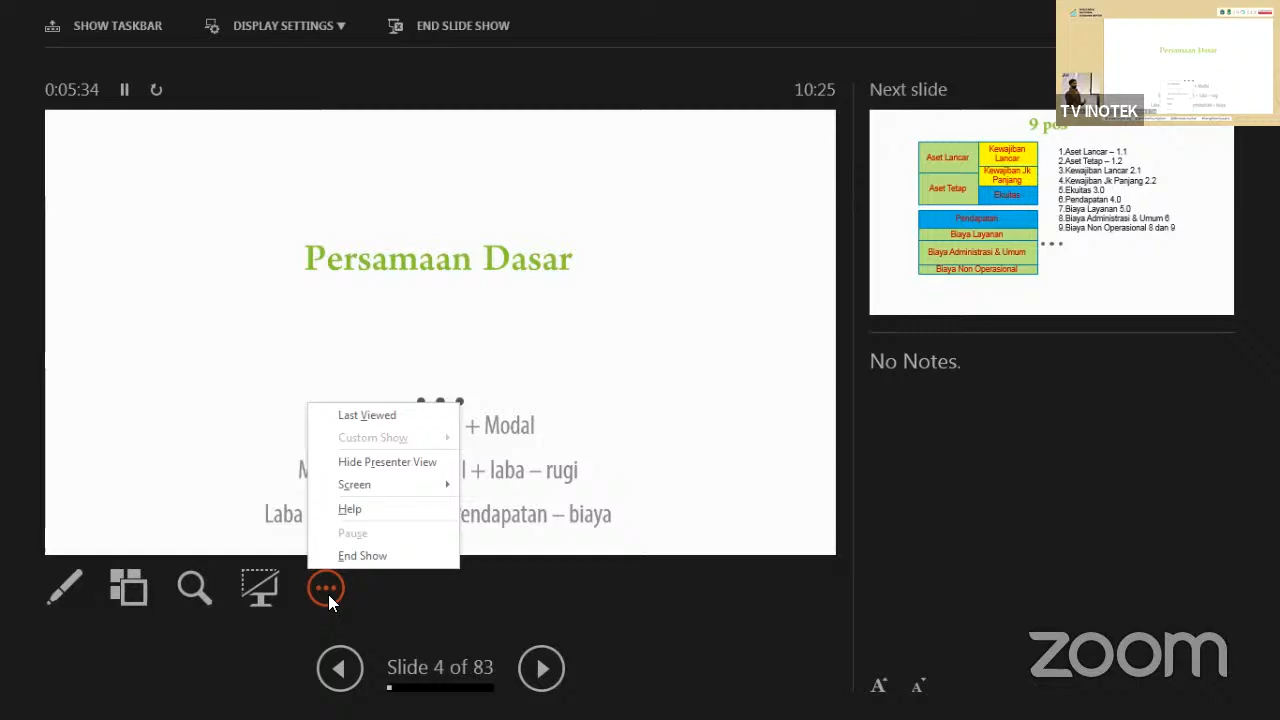 SHOW TASKBAR
DISPLAY SETTINGS ▼
END SLIDE SHOW
0:05:34
10:25
Persamaan Dasar
+ Modal
l + laba – rugi
Laba
endapatan – biaya
Last Viewed
Custom Show
Hide Presenter View
Screen
Help
Pause
End Show
Slide 4 of 83
Next slide
9 pos
Aset Lancar
Kewajiban
Lancar
Kewajiban Jk
Panjang
Aset Tetap
Ekuitas
Pendapatan
Biaya Layanan
Biaya Administrasi & Umum
Biaya Non Operasional
1.Aset Lancar – 1.1
2.Aset Tetap – 1.2
3.Kewajiban Lancar 2.1
4.Kewajiban Jk Panjang 2.2
5.Ekuitas 3.0
6.Pendapatan 4.0
7.Biaya Layanan 5.0
8.Biaya Administrasi & Umum 6
9.Biaya Non Operasional 8 dan 9
No Notes.
A A
Persamaan Dasar
+ Modal
TV INOTEK
zoom